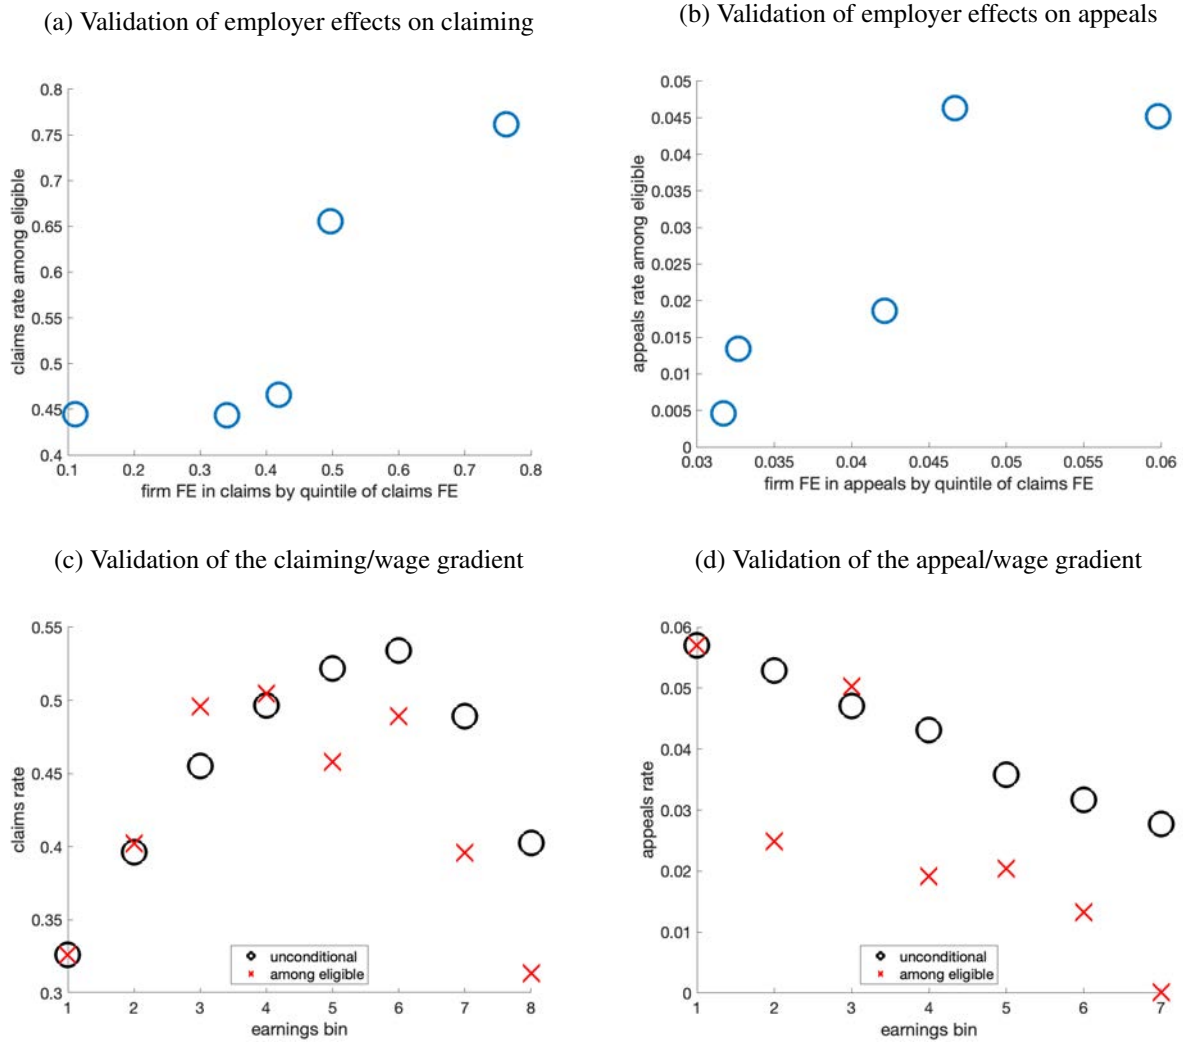 (a) Validation of employer effects on claiming
0.8
0.75
0.7
0.65
0.6
0.55
0.5
0.45
0.4
claims rate among eligible
0.1 0.2 0.3 0.4 0.5 0.6 0.7 0.8
firm FE in claims by quintile of claims FE
(b) Validation of employer effects on appeals
0.05
0.045
0.04
0.035
0.03
0.025
0.02
0.015
0.01
0.005
0
appeals rate among eligible
0.03 0.035 0.04 0.045 0.05 0.055 0.06
firm FE in appeals by quintile of claims FE
(c) Validation of the claiming/wage gradient
0.55
0.5
0.45
0.4
0.35
0.3
claims rate
unconditional
among eligible
1 2 3 4 5 6 7 8
earnings bin
(d) Validation of the appeal/wage gradient
0.06
0.05
0.04
0.03
0.02
0.01
0
appeals rate
unconditional
among eligible
1 2 3 4 5 6 7
earnings bin